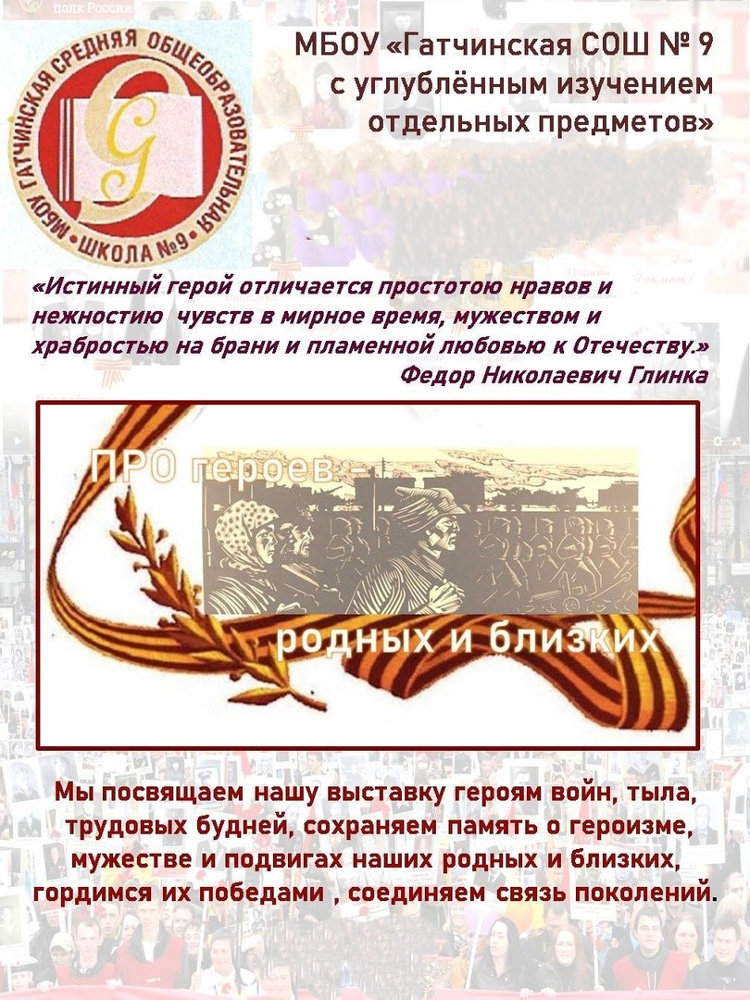 полк России
МБОУ ГАТЧИНСКАЯ СРЕДНЯЯ ОБЩЕОБРАЗОВАТЕЛЬНАЯ
• ШКОЛА №9 •
G
МБОУ «Гатчинская СОШ № 9
с углублённым изучением
отдельных предметов»
«Истинный герой отличается простотою нравов и
нежностию чувств в мирное время, мужеством и
храбростью на брани и пламенной любовью к Отечеству.»
Федор Николаевич Глинка
ПРО героев -
родных и близких
Мы посвящаем нашу выставку героям войн, тыла,
трудовых будней, сохраняем память о героизме,
мужестве и подвигах наших родных и близких,
гордимся их победами , соединяем связь поколений.